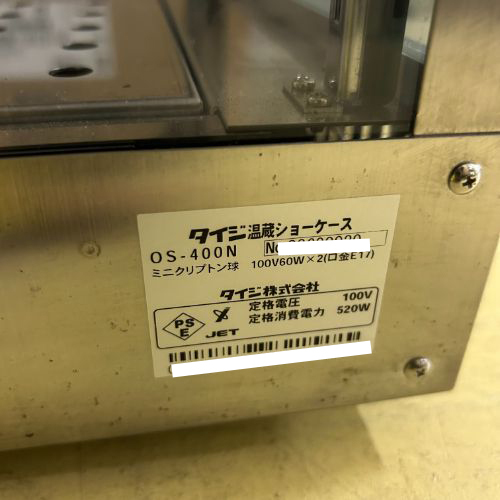 タイジ温蔵ショーケース
OS-400N No
ミニクリプトン球 100V60W×2(口金E17)
タイジ株式会社
PS E JET 定格電圧 100V
定格消費電力 520W